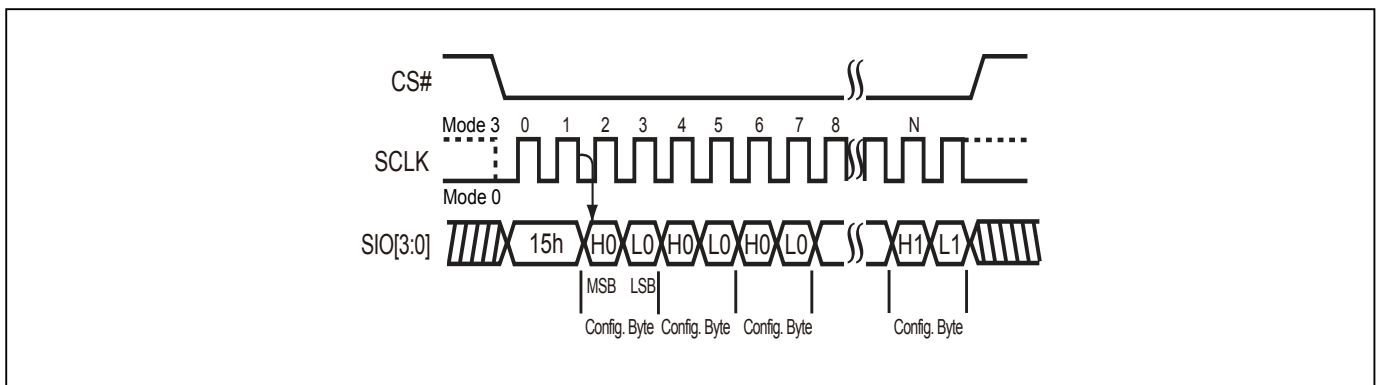 CS#
Mode 3 0 1 2 3 4 5 6 7 8 N
SCLK
Mode 0
SIO[3:0] 15h H0 L0 H0 L0 H0 L0 H1 L1
MSB LSB
Config. Byte Config. Byte Config. Byte Config. Byte